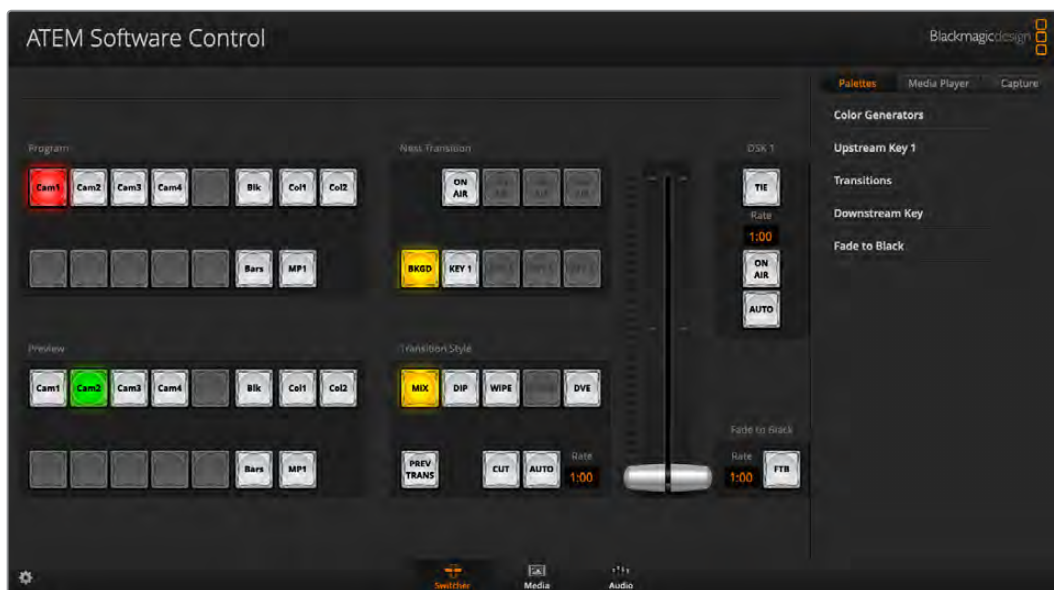 ATEM Software Control
Blackmagicdesign
Palettes Media Player Capture
Color Generators
Upstream Key 1
Transitions
Downstream Key
Fade to Black
Program
Cam1 Cam2 Cam3 Cam4 Blk Col1 Col2
Bars MP1
Next Transition
ON AIR
BKGD KEY 1
DSK 1
TIE
Rate
1:00
ON AIR
AUTO
Preview
Cam1 Cam2 Cam3 Cam4 Blk Col1 Col2
Bars MP1
Transition Style
MIX DIP WIPE DVE
PREV TRANS CUT AUTO Rate 1:00
Fade to Black
Rate
1:00 FTB
Switcher Media Audio